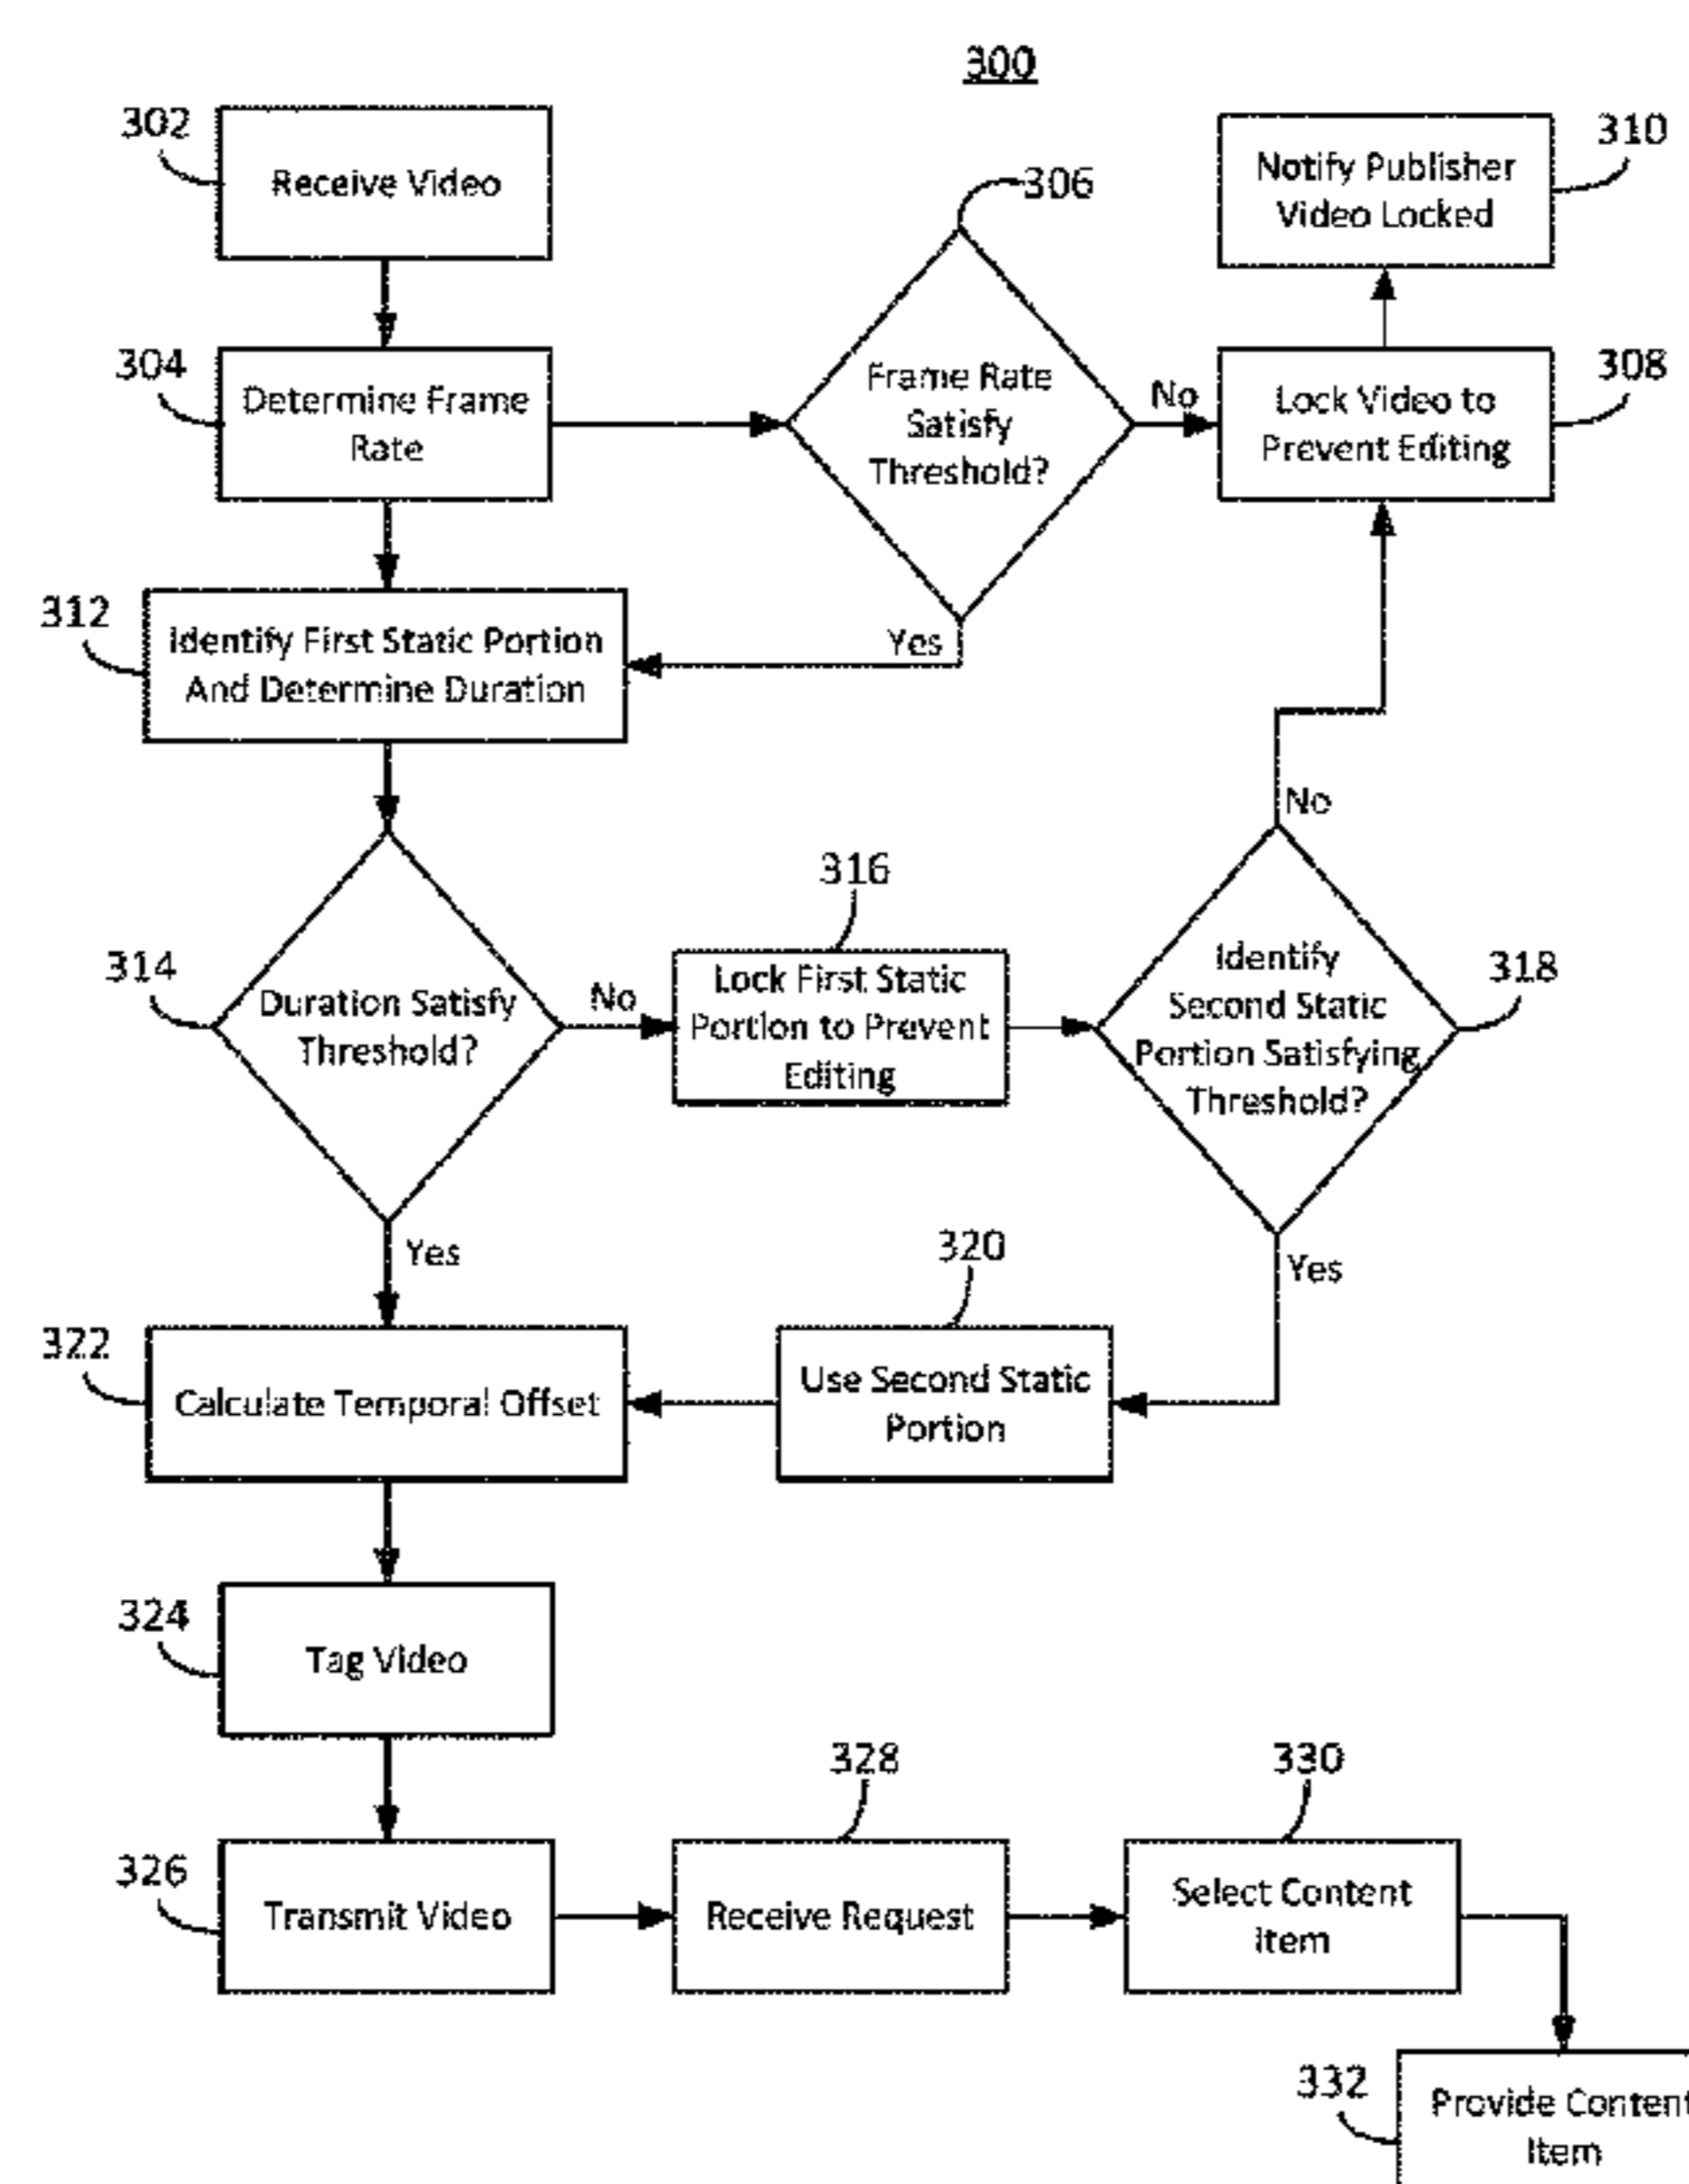 300
302
Receive Video
310
Notify Publisher
Video Locked
306
304
Determine Frame
Rate
Frame Rate
Satisfy
Threshold?
No
308
Lock Video to
Prevent Editing
312
Identify First Static Portion
And Determine Duration
Yes
No
314
Duration Satisfy
Threshold?
No
316
Lock First Static
Portion to Prevent
Editing
318
Identify
Second Static
Portion Satisfying
Threshold?
Yes
Yes
320
Use Second Static
Portion
322
Calculate Temporal Offset
324
Tag Video
326
Transmit Video
328
Receive Request
330
Select Content
Item
332
Provide Content
Item